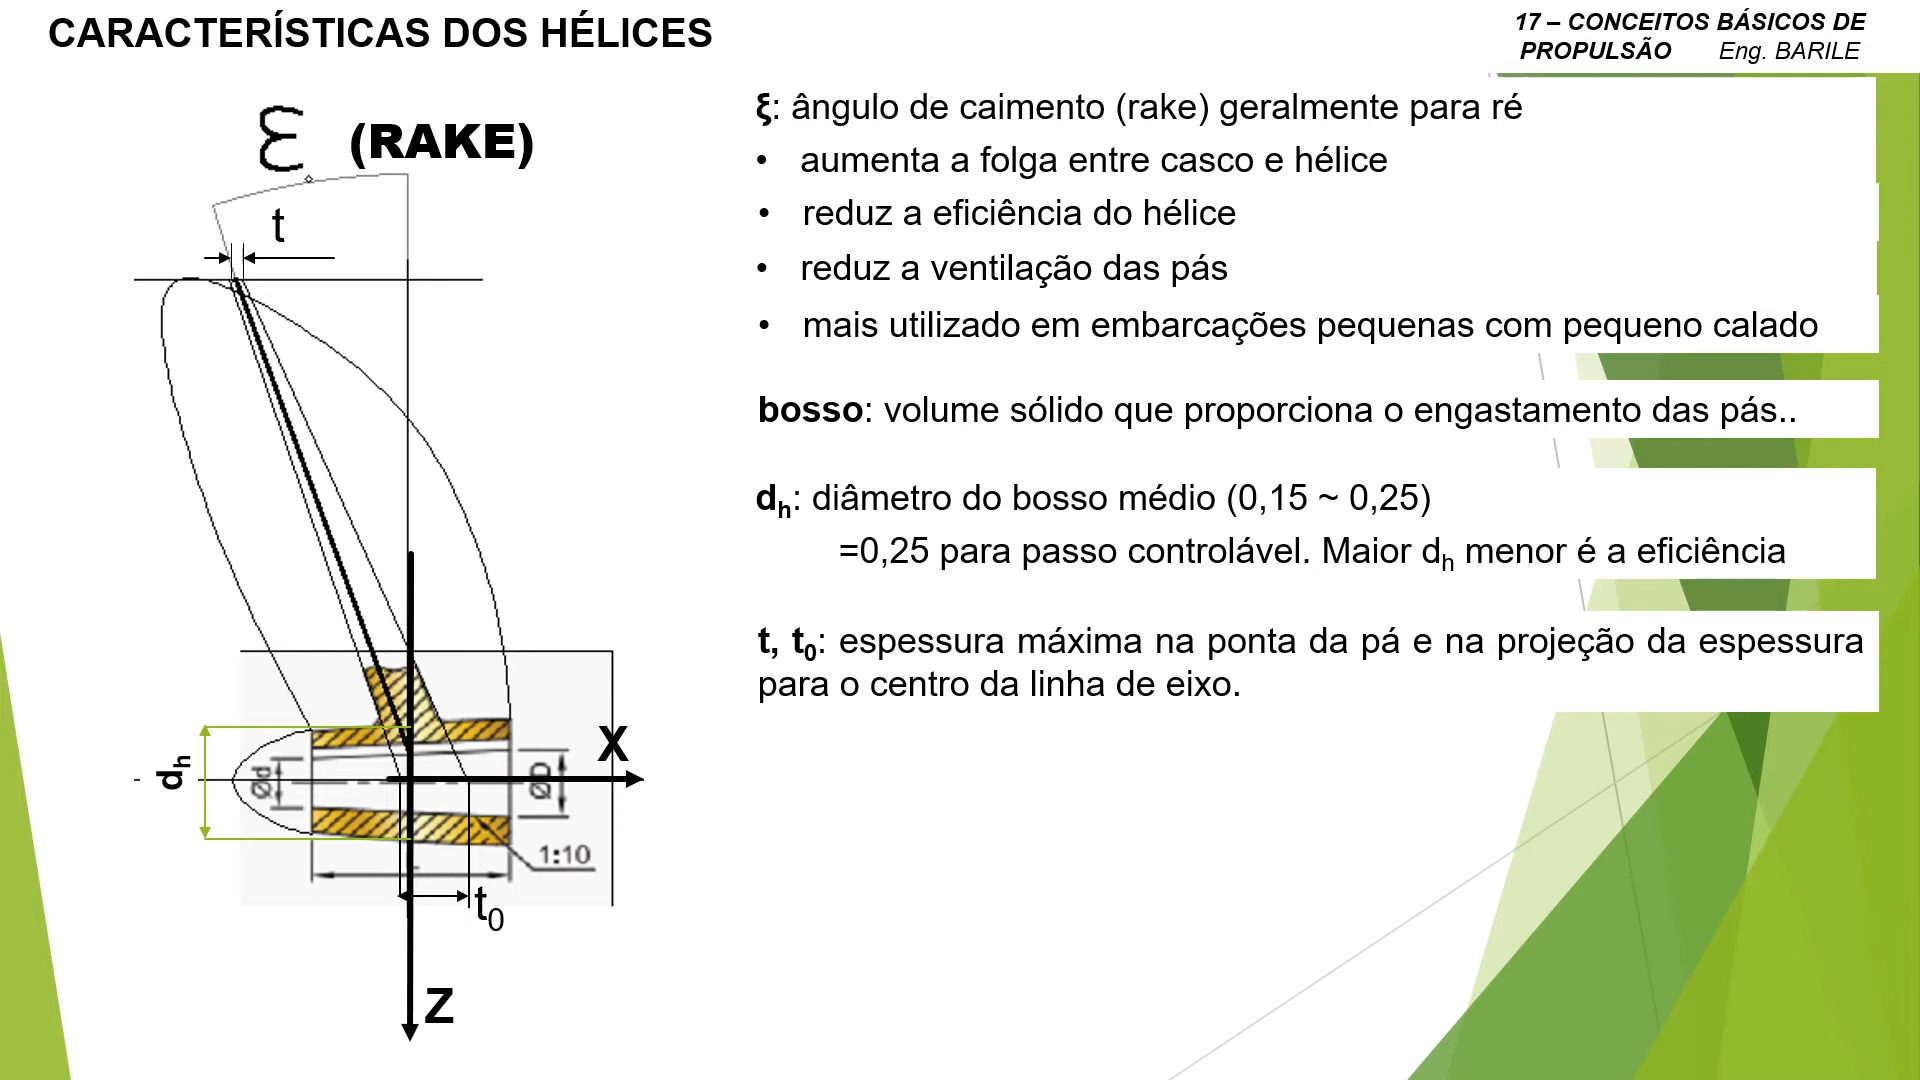 CARACTERÍSTICAS DOS HÉLICES
17 – CONCEITOS BÁSICOS DE
PROPULSÃO Eng. BARILE
ℰ (RAKE)
t
ξ: ângulo de caimento (rake) geralmente para ré
• aumenta a folga entre casco e hélice
• reduz a eficiência do hélice
• reduz a ventilação das pás
• mais utilizado em embarcações pequenas com pequeno calado
bosso: volume sólido que proporciona o engastamento das pás..
dh: diâmetro do bosso médio (0,15 ~ 0,25)
=0,25 para passo controlável. Maior dh menor é a eficiência
t, t0: espessura máxima na ponta da pá e na projeção da espessura
para o centro da linha de eixo.
X
dh
Ød
ØD
1:10
t0
Z